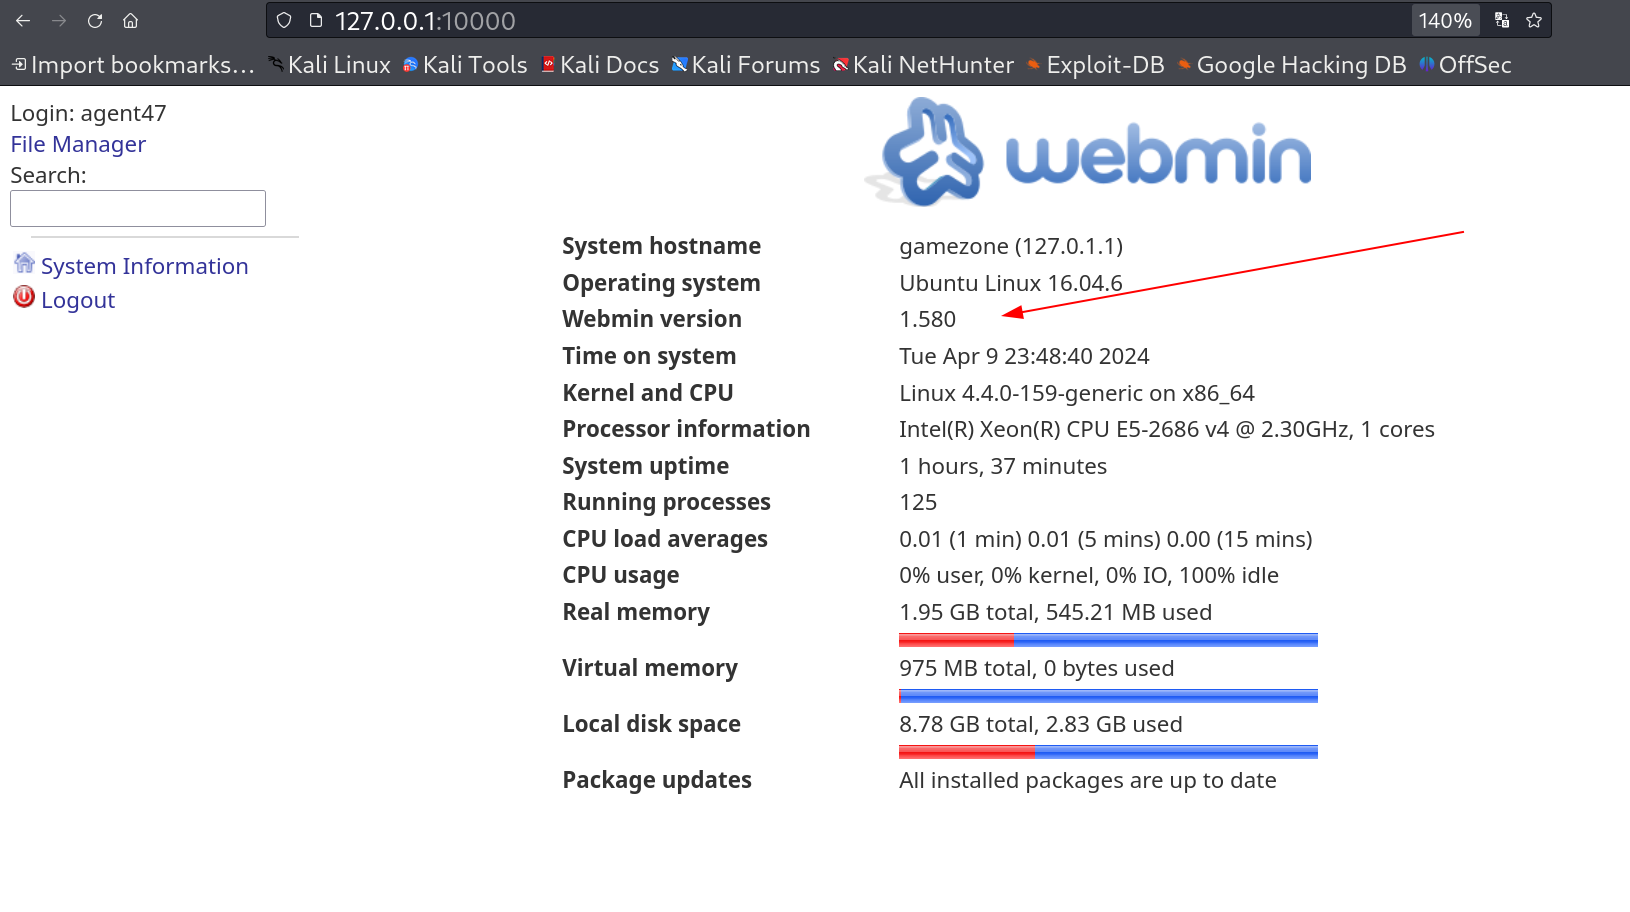 127.0.0.1:10000
140%
Import bookmarks... Kali Linux Kali Tools Kali Docs Kali Forums Kali NetHunter Exploit-DB Google Hacking DB OffSec
Login: agent47
File Manager
Search:
System Information
Logout
webmin
System hostname gamezone (127.0.1.1)
Operating system Ubuntu Linux 16.04.6
Webmin version 1.580
Time on system Tue Apr 9 23:48:40 2024
Kernel and CPU Linux 4.4.0-159-generic on x86_64
Processor information Intel(R) Xeon(R) CPU E5-2686 v4 @ 2.30GHz, 1 cores
System uptime 1 hours, 37 minutes
Running processes 125
CPU load averages 0.01 (1 min) 0.01 (5 mins) 0.00 (15 mins)
CPU usage 0% user, 0% kernel, 0% IO, 100% idle
Real memory 1.95 GB total, 545.21 MB used
Virtual memory 975 MB total, 0 bytes used
Local disk space 8.78 GB total, 2.83 GB used
Package updates All installed packages are up to date